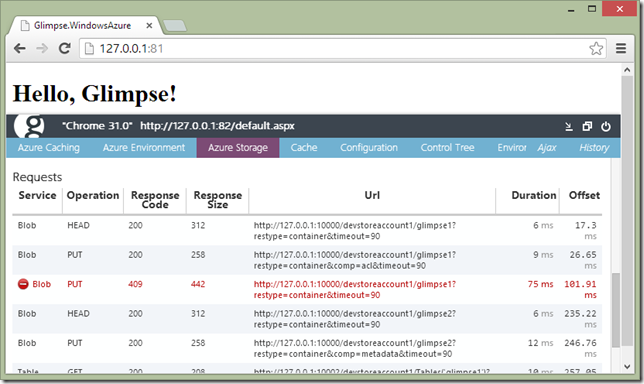 Glimpse.WindowsAzure
127.0.0.1:81
Hello, Glimpse!
g
"Chrome 31.0" http://127.0.0.1:82/default.aspx
Azure Caching Azure Environment Azure Storage Cache Configuration Control Tree Enviror Ajax History
Requests
Service Operation Response Code Response Size Url Duration Offset
Blob HEAD 200 312 http://127.0.0.1:10000/devstoreaccount1/glimpse1? 6 ms 17.3
restype=container&timeout=90 ms
Blob PUT 200 258 http://127.0.0.1:10000/devstoreaccount1/glimpse1? 9 ms 26.65
restype=container&comp=acl&timeout=90 ms
Blob PUT 409 442 http://127.0.0.1:10000/devstoreaccount1/glimpse1? 75 ms 101.91
restype=container&timeout=90 ms
Blob HEAD 200 312 http://127.0.0.1:10000/devstoreaccount1/glimpse2? 6 ms 235.22
restype=container&timeout=90 ms
Blob PUT 200 258 http://127.0.0.1:10000/devstoreaccount1/glimpse2? 12 ms 246.76
restype=container&comp=metadata&timeout=90 ms
Table GET 200 208 http://127.0.0.1:10002/devstoreaccount1/Tables('glimpse1')? 10 ms 257.05